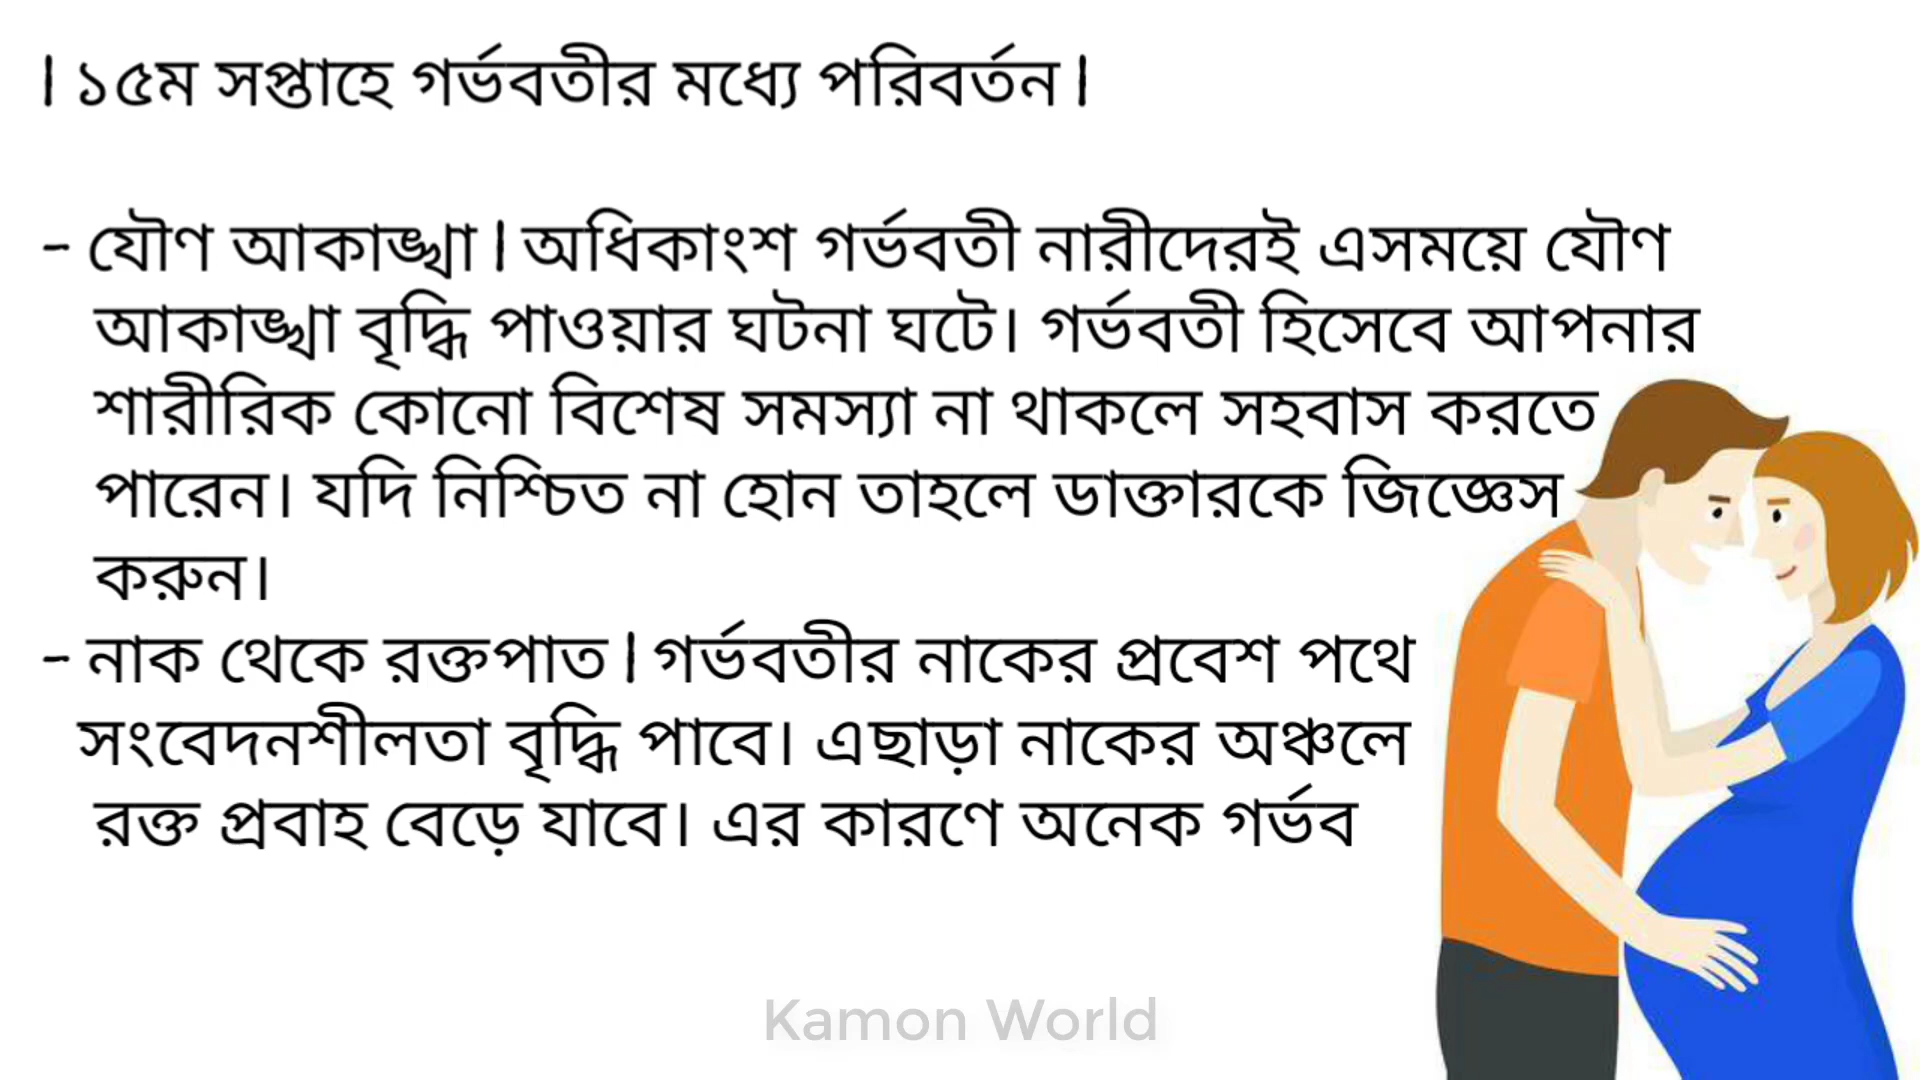 | ১৫ম সপ্তাহে গর্ভবতীর মধ্যে পরিবর্তন |
- যৌণ আকাঙ্খা | অধিকাংশ গর্ভবতী নারীদেরই এসময়ে যৌণ
আকাঙ্খা বৃদ্ধি পাওয়ার ঘটনা ঘটে। গর্ভবতী হিসেবে আপনার
শারীরিক কোনো বিশেষ সমস্যা না থাকলে সহবাস করতে
পারেন। যদি নিশ্চিত না হোন তাহলে ডাক্তারকে জিজ্ঞেস
করুন।
- নাক থেকে রক্তপাত | গর্ভবতীর নাকের প্রবেশ পথে
সংবেদনশীলতা বৃদ্ধি পাবে। এছাড়া নাকের অঞ্চলে
রক্ত প্রবাহ বেড়ে যাবে। এর কারণে অনেক গর্ভব
Kamon World